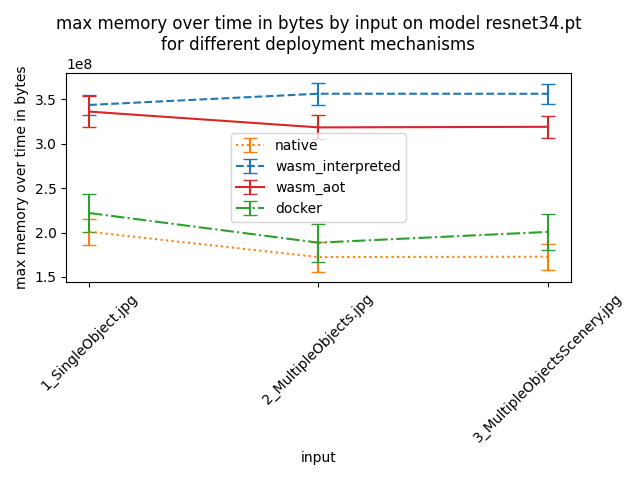 max memory over time in bytes by input on model resnet34.pt
for different deployment mechanisms
1e8
max memory over time in bytes
3.5
3.0
2.5
2.0
1.5
native
wasm_interpreted
wasm_aot
docker
1_SingleObject.jpg
2_MultipleObjects.jpg
3_MultipleObjectsScenery.jpg
input